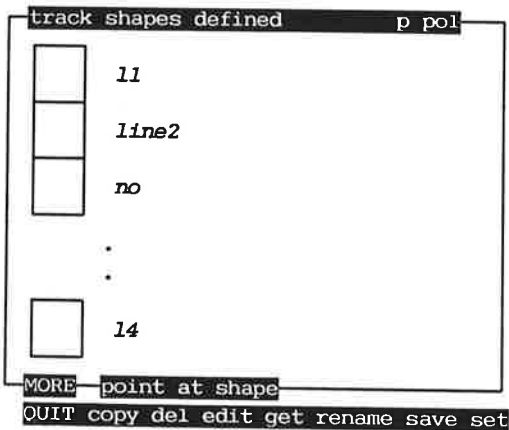 track shapes defined p pol
l1
line2
no
.
.
l4
MORE point at shape
QUIT copy del edit get rename save set